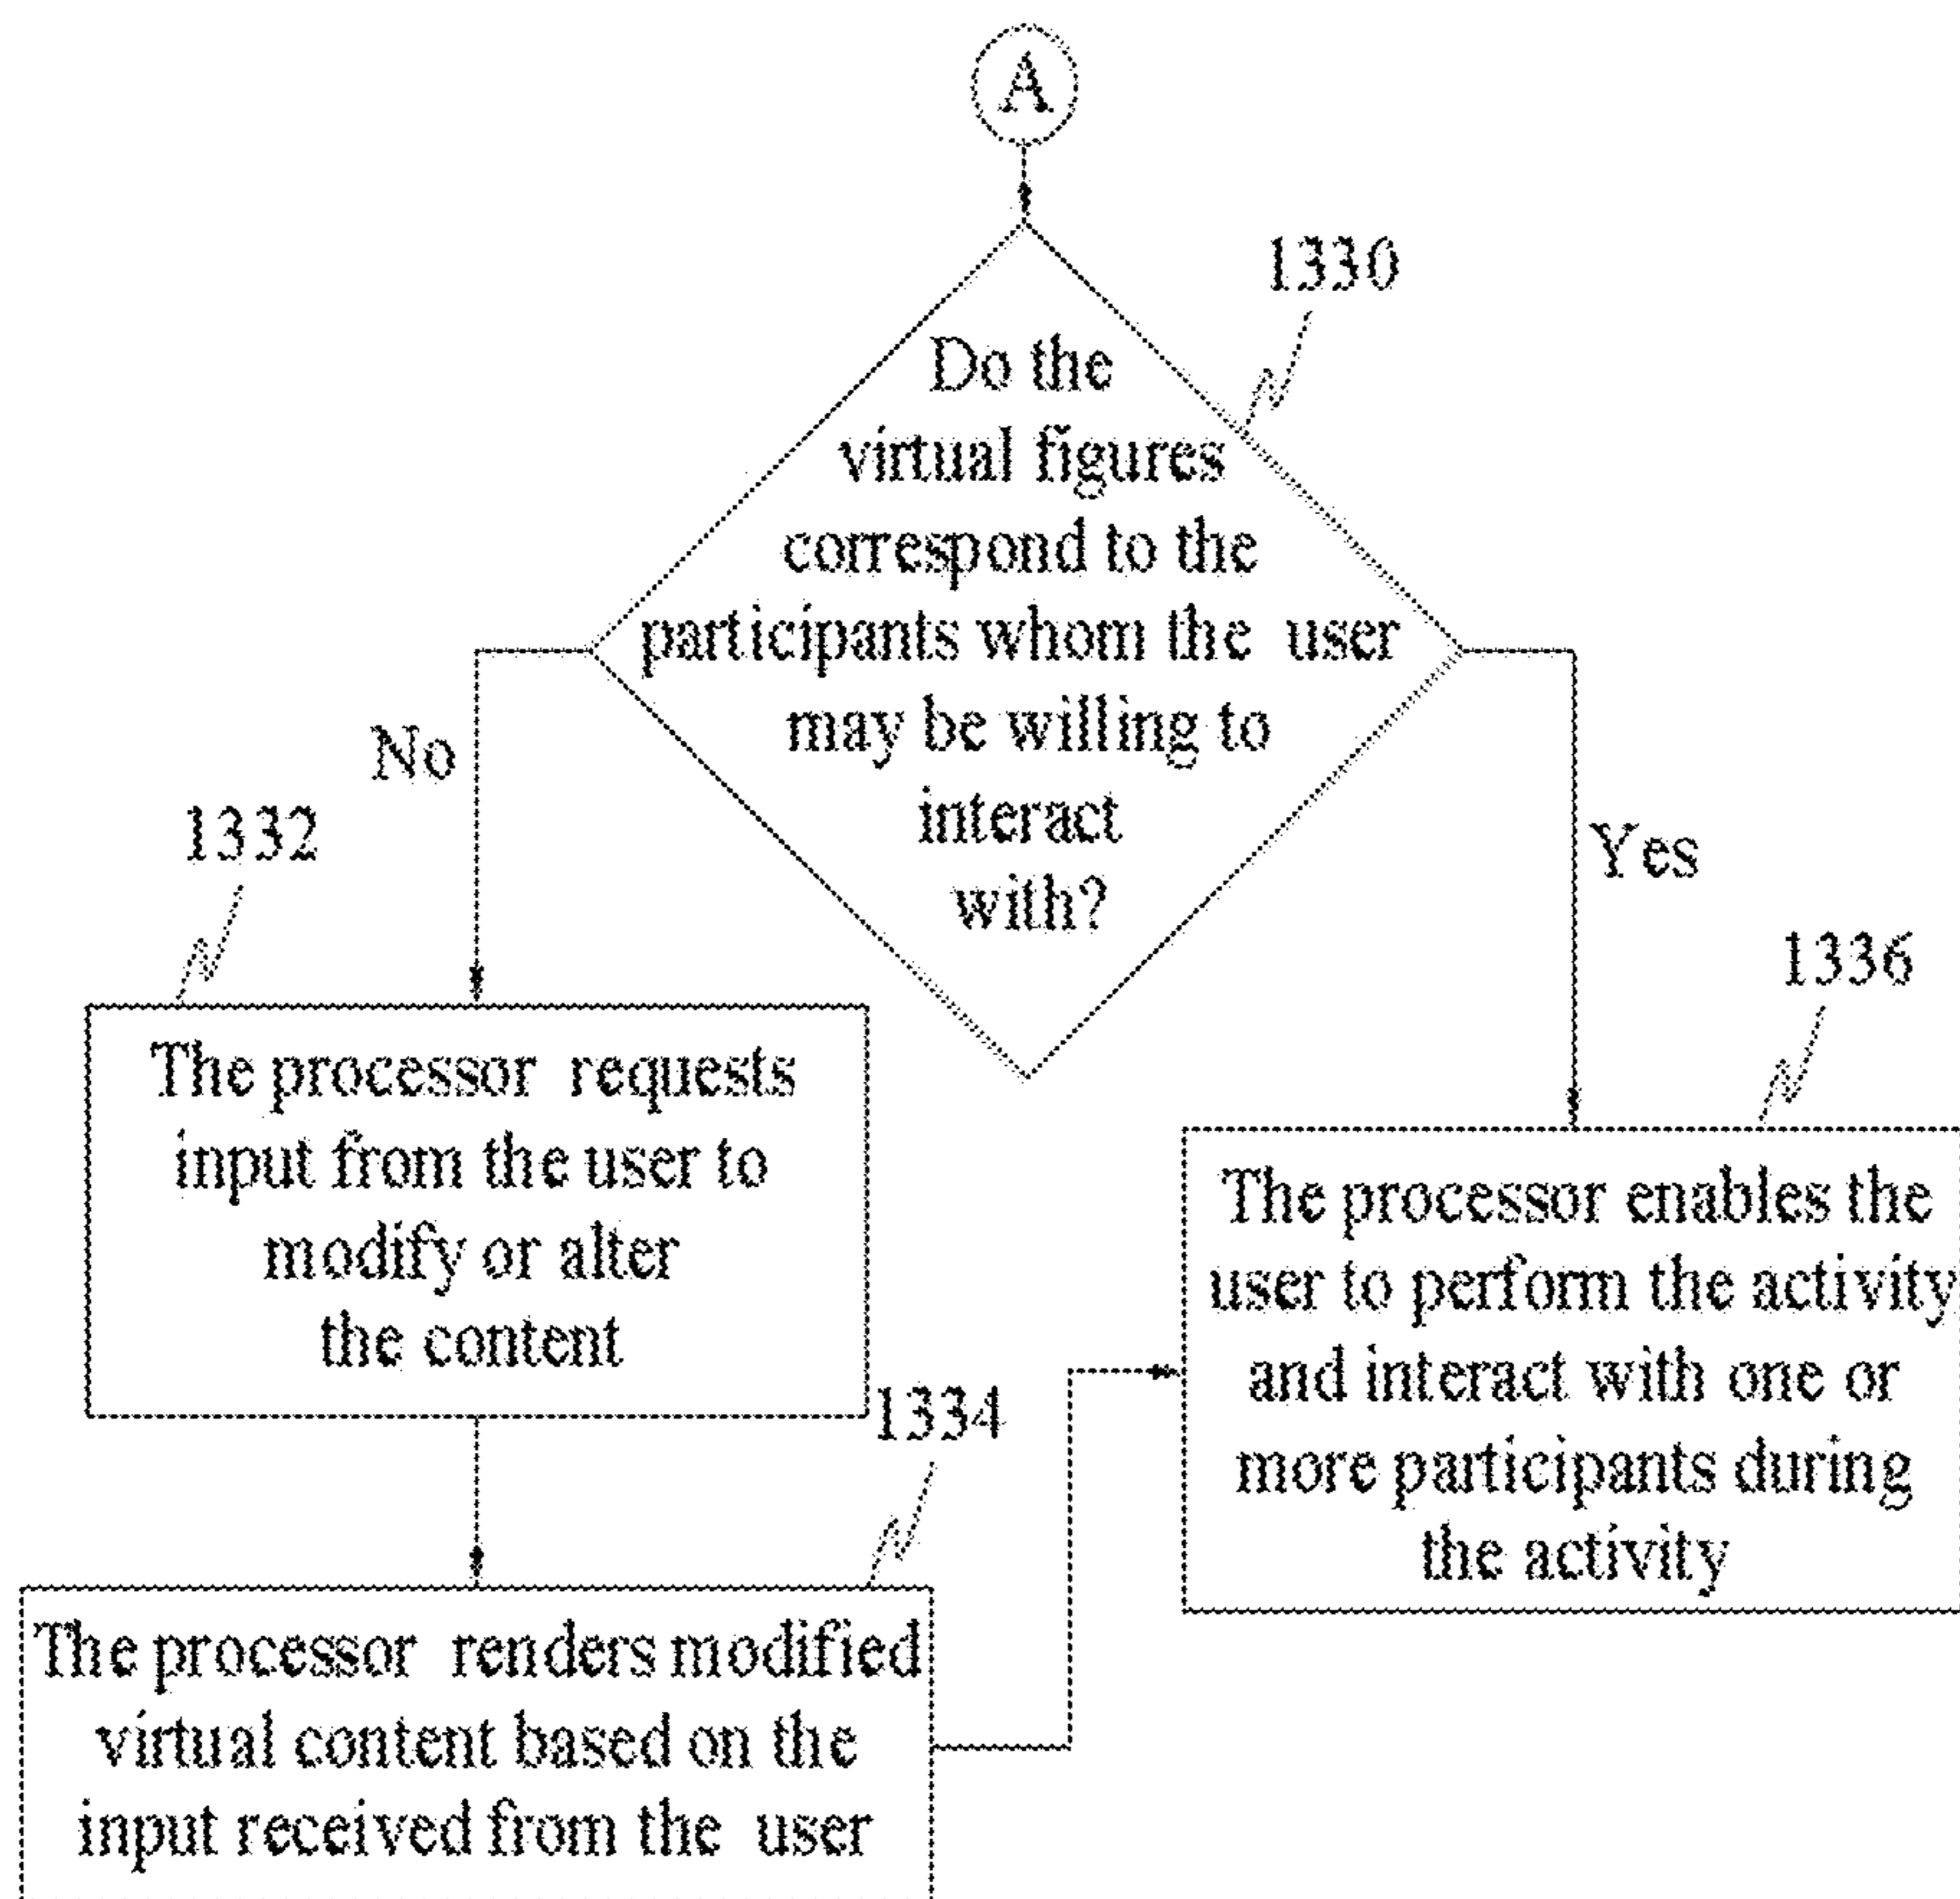 A
1330
Do the
virtual figures
correspond to the
participants whom the user
may be willing to
interact
with?
No
Yes
1332
The processor requests
input from the user to
modify or alter
the content
1336
The processor enables the
user to perform the activity
and interact with one or
more participants during
the activity
1334
The processor renders modified
virtual content based on the
input received from the user